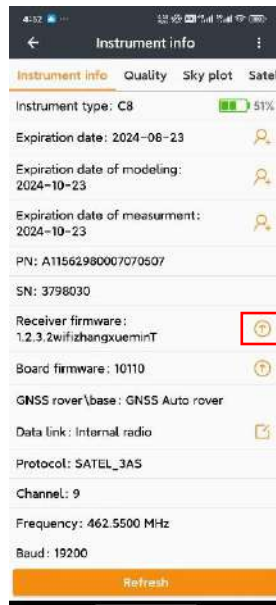 4:52
Instrument info
Instrument info Quality Sky plot Satel
Instrument type: C8 51%
Expiration date: 2024-08-23
Expiration date of modeling:
2024-10-23
Expiration date of measurment:
2024-10-23
PN: A11562980007070507
SN: 3798030
Receiver firmware:
1.2.3.2wifizhangxueminT
Board firmware: 10110
GNSS rover\base: GNSS Auto rover
Data link: Internal radio
Protocol: SATEL_3AS
Channel: 9
Frequency: 462.5500 MHz
Baud: 19200
Refresh